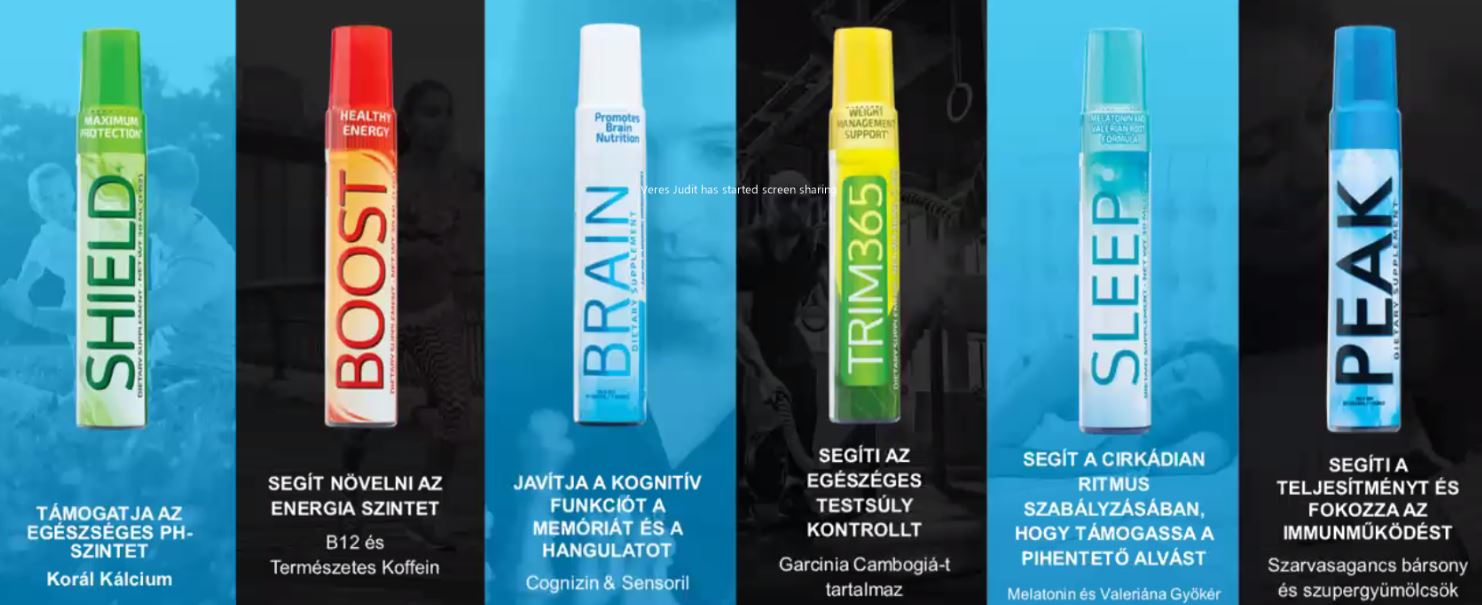 MAXIMUM
PROTECTION
SHIELD
TÁMOGATJA AZ
EGÉSZSÉGES PH-
SZINTET
Korál Kálcium
HEALTHY
ENERGY
BOOST
SEGÍT NÖVELNI AZ
ENERGIA SZINTET
B12 és
Természetes Koffein
Promotes
Brain
Nutrition
BRAIN
DIETARY SUPPLEMENT
Veres Judit has started screen sharing
JAVÍTJA A KOGNITÍV
FUNKCIÓT A
MEMÓRIÁT ÉS A
HANGULATOT
Cognizin & Sensoril
WEIGHT
MANAGEMENT
SUPPORT
TRIM365
SEGÍTI AZ
EGÉSZÉGES
TESTSÚLY
KONTROLLT
Garcinia Cambogiá-t
tartalmaz
MELATONIN AND
VALERIAN ROOT
FORMULA
SLEEP
SEGÍT A CIRKÁDIAN
RITMUS
SZABÁLYZÁSÁBAN,
HOGY TÁMOGASSA A
PIHENTETŐ ALVÁST
Melatonin és Valeriána Gyökér
PEAK
DIETARY SUPPLEMENT
SEGÍTI A
TELJESÍTMÉNYT ÉS
FOKOZZA AZ
IMMUNMŰKÖDÉST
Szarvasagancs bársony
és szupergyümölcsök